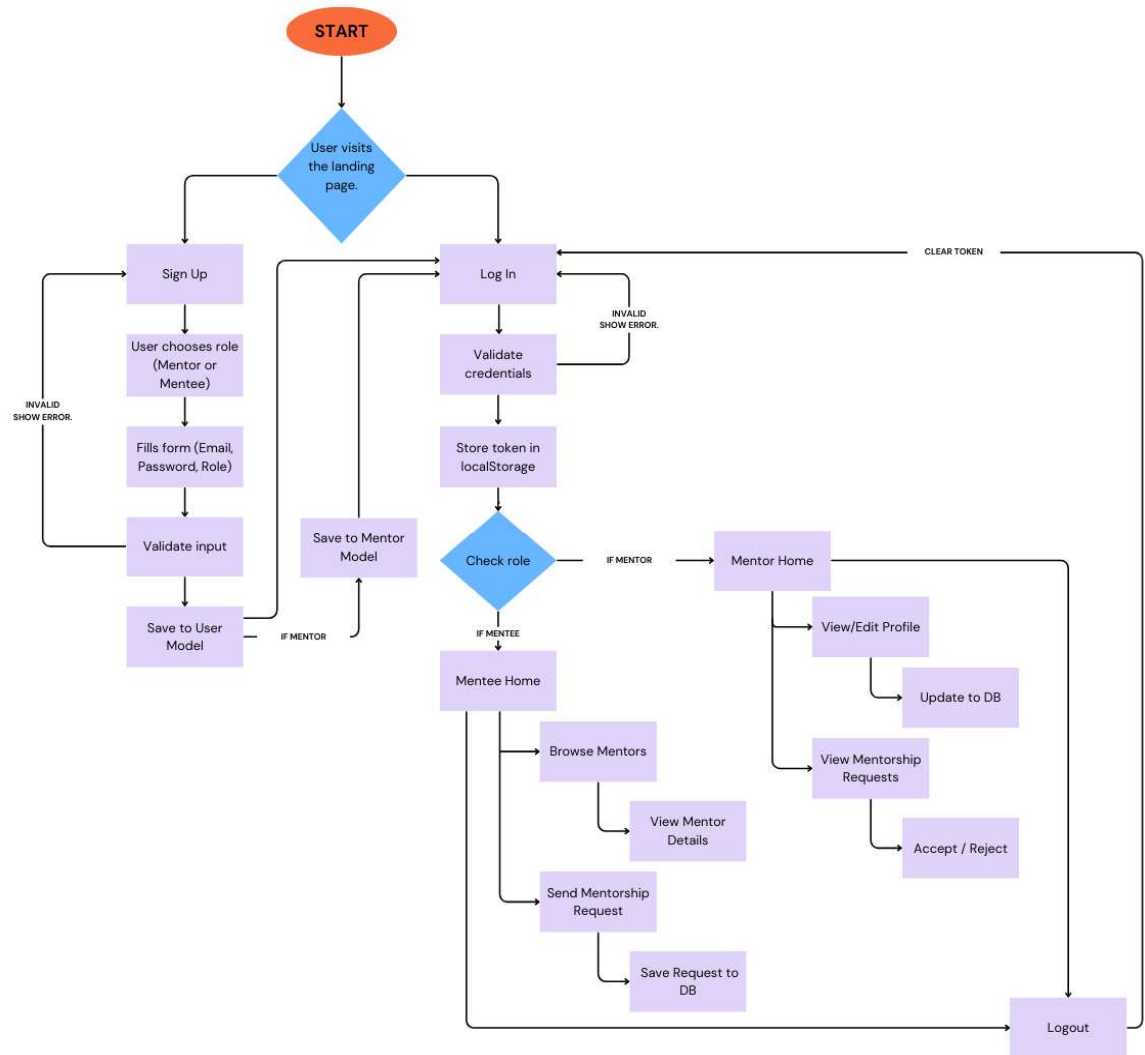 START
User visits
the landing
page.
Sign Up
Log In
CLEAR TOKEN
INVALID
SHOW ERROR.
User chooses role
(Mentor or
Mentee)
Validate
credentials
INVALID
SHOW ERROR.
Fills form (Email,
Password, Role)
Store token in
localStorage
Validate input
Save to Mentor
Model
Check role
IF MENTOR
Mentor Home
Save to User
Model
IF MENTOR
IF MENTEE
View/Edit Profile
Mentee Home
Update to DB
Browse Mentors
View Mentorship
Requests
View Mentor
Details
Accept / Reject
Send Mentorship
Request
Save Request to
DB
Logout